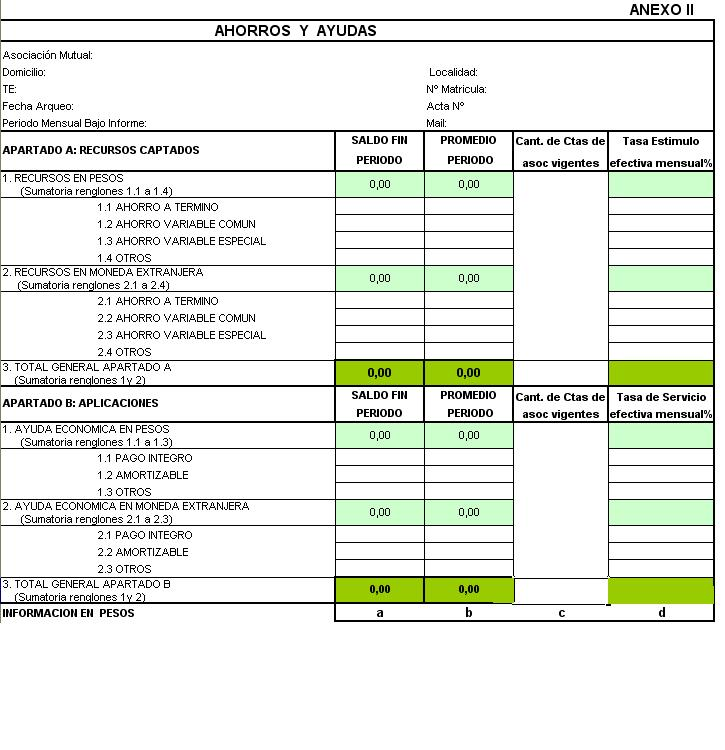 ANEXO II
AHORROS Y AYUDAS
Asociación Mutual:
Domicilio: Localidad:
TE: Nº Matricula:
Fecha Arqueo: Acta Nº
Periodo Mensual Bajo Informe: Mail:
APARTADO A: RECURSOS CAPTADOS SALDO FIN PERIODO PROMEDIO PERIODO Cant. de Ctas de asoc vigentes Tasa Estimulo efectiva mensual%
1. RECURSOS EN PESOS 0,00 0,00
(Sumatoria renglones 1.1 a 1.4)
1.1 AHORRO A TERMINO
1.2 AHORRO VARIABLE COMUN
1.3 AHORRO VARIABLE ESPECIAL
1.4 OTROS
2. RECURSOS EN MONEDA EXTRANJERA 0,00 0,00
(Sumatoria renglones 2.1 a 2.4)
2.1 AHORRO A TERMINO
2.2 AHORRO VARIABLE COMUN
2.3 AHORRO VARIABLE ESPECIAL
2.4 OTROS
3. TOTAL GENERAL APARTADO A 0,00 0,00
(Sumatoria renglones 1y 2)
APARTADO B: APLICACIONES SALDO FIN PERIODO PROMEDIO PERIODO Cant. de Ctas de asoc vigentes Tasa de Servicio efectiva mensual%
1. AYUDA ECONOMICA EN PESOS 0,00 0,00
(Sumatoria renglones 1.1 a 1.3)
1.1 PAGO INTEGRO
1.2 AMORTIZABLE
1.3 OTROS
2. AYUDA ECONOMICA EN MONEDA EXTRANJERA 0,00 0,00
(Sumatoria renglones 2.1 a 2.3)
2.1 PAGO INTEGRO
2.2 AMORTIZABLE
2.3 OTROS
3. TOTAL GENERAL APARTADO B 0,00 0,00
(Sumatoria renglones 1y 2)
INFORMACION EN PESOS a b c d